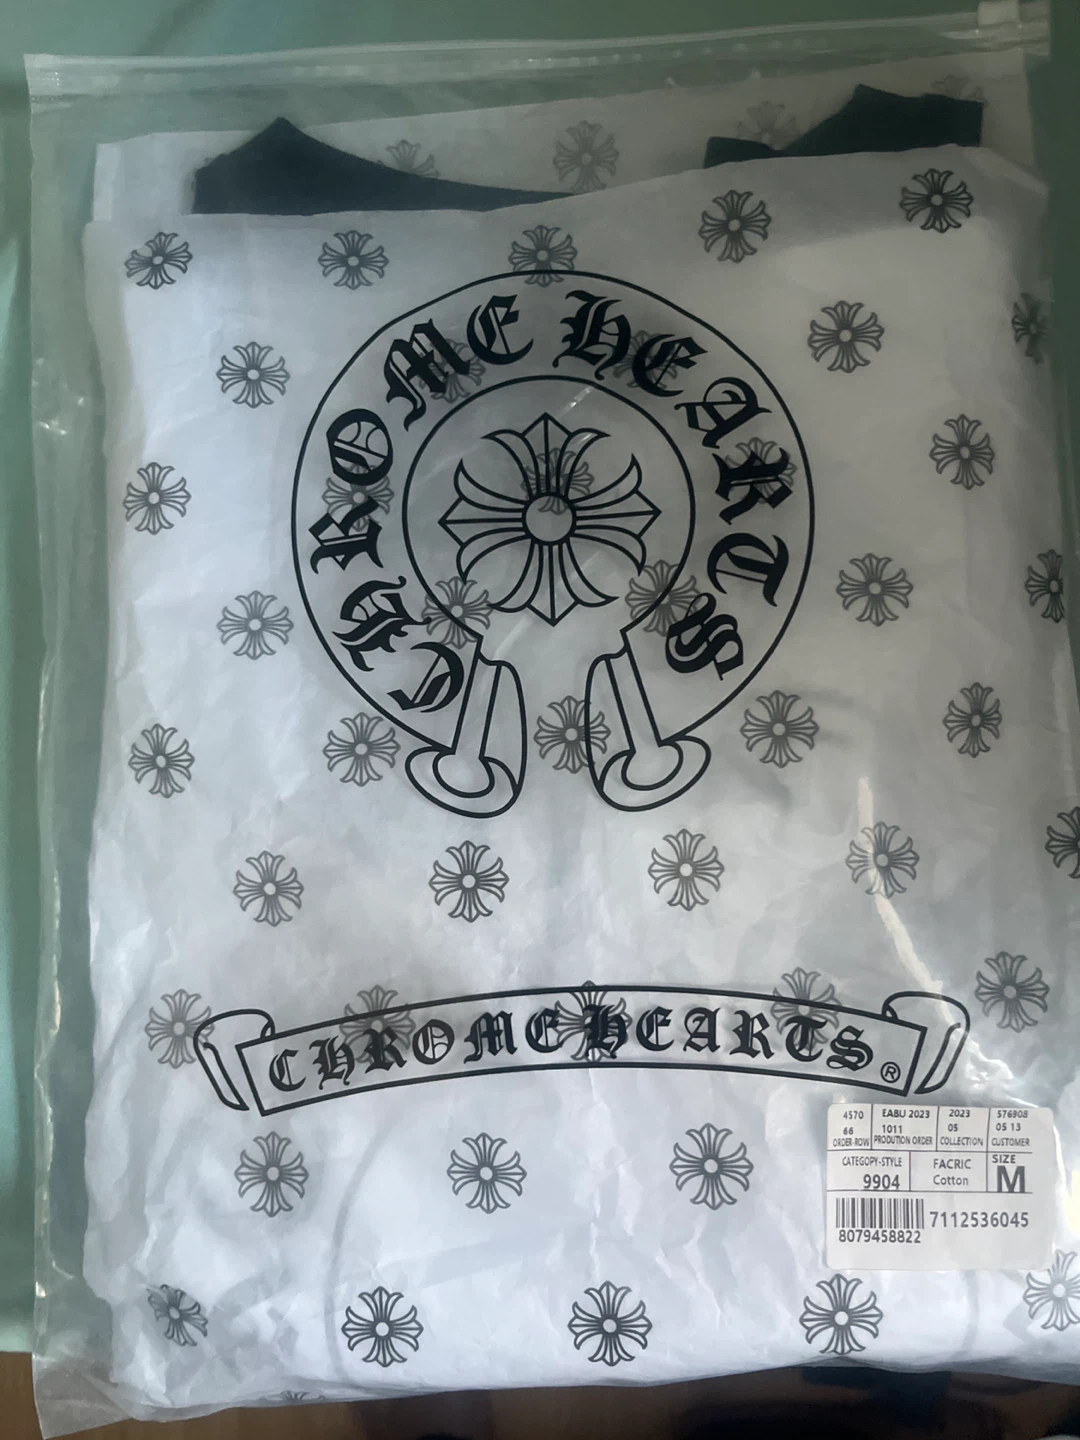 CHROME HEARTS
CHROME HEARTS®
4570 EABU 2023 2023 576908
66 1011 05 05 13
ORDER-ROW PRODUTION ORDER COLLECTION CUSTOMER
CATEGOPY-STYLE FACRIC SIZE
9904 Cotton M
7112536045
8079458822